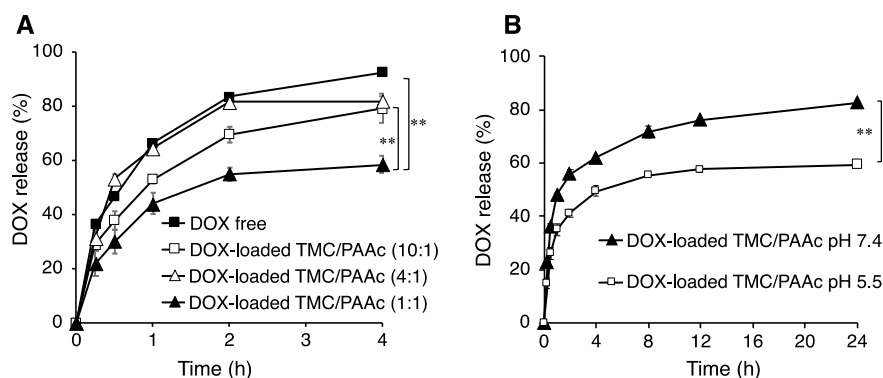 A
DOX release (%)
100
80
60
40
20
0
0
1
2
3
4
Time (h)
**
**
DOX free
DOX-loaded TMC/PAAc (10:1)
DOX-loaded TMC/PAAc (4:1)
DOX-loaded TMC/PAAc (1:1)
B
DOX release (%)
100
80
60
40
20
0
0
4
8
12
16
20
24
Time (h)
**
DOX-loaded TMC/PAAc pH 7.4
DOX-loaded TMC/PAAc pH 5.5